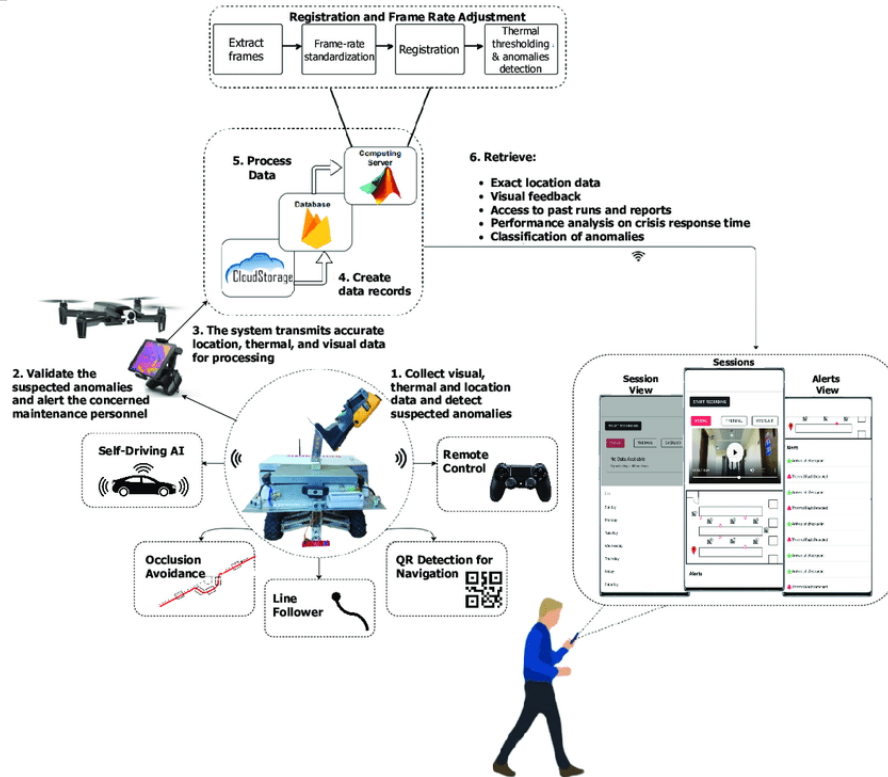 Registration and Frame Rate Adjustment
Extract
frames
Frame-rate
standardization
Registration
Thermal
thresholding
& anomalies
detection
5. Process
Data
Computing
Server
Database
CloudStorage
4. Create
data records
6. Retrieve:
• Exact location data
• Visual feedback
• Access to past runs and reports
• Performance analysis on crisis response time
• Classification of anomalies
3. The system transmits accurate
location, thermal, and visual data
for processing
2. Validate the
suspected anomalies
and alert the concerned
maintenance personnel
1. Collect visual,
thermal and location
data and detect
suspected anomalies
Self-Driving AI
Remote
Control
Occlusion
Avoidance
Line
Follower
QR Detection for
Navigation
Sessions
Session
View
Alerts
View
START RECORDING
THERMAL
No Data Available
Alerts